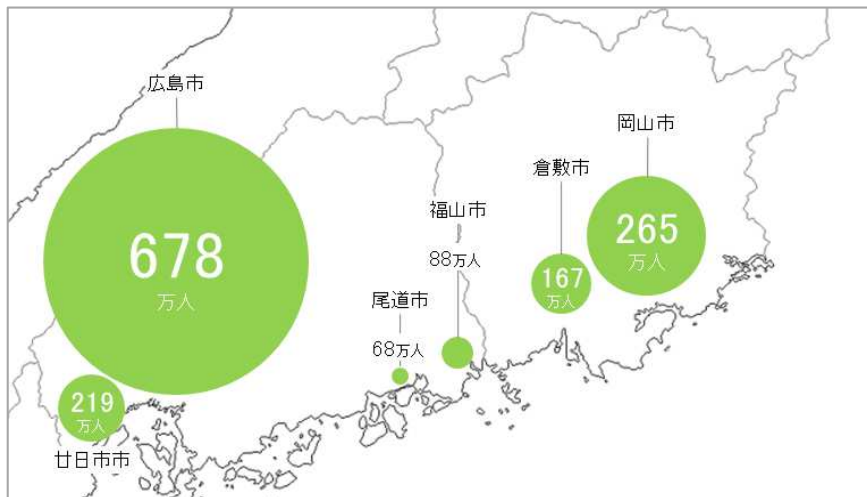 広島市
678
万人
219
万人
廿日市市
尾道市
68万人
福山市
88万人
倉敷市
167
万人
岡山市
265
万人